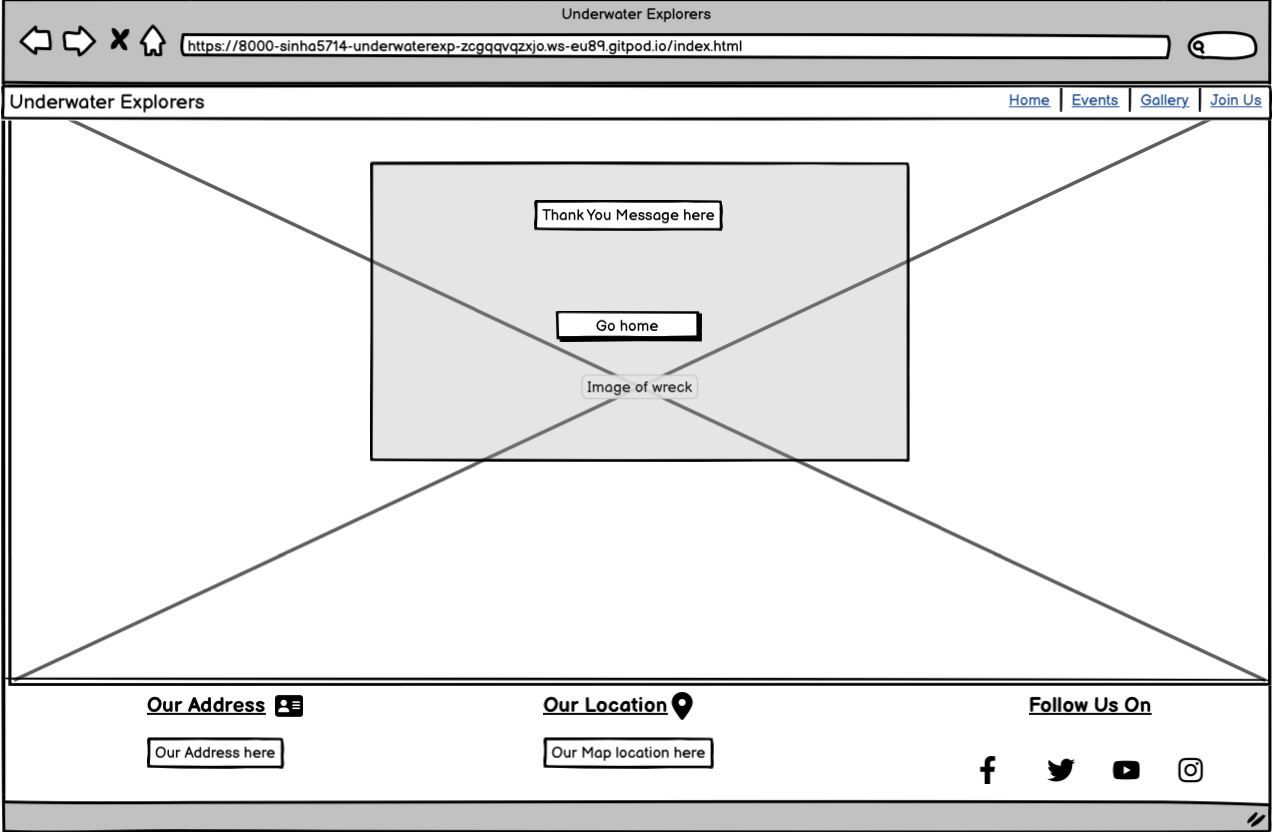 Underwater Explorers
https://8000-sinha5714-underwaterexp-zcgqqvqzxjo.ws-eu89.gitpod.io/index.html
Underwater Explorers
Home Events Gallery Join Us
Thank You Message here
Go home
Image of wreck
Our Address Our Location Follow Us On
Our Address here Our Map location here